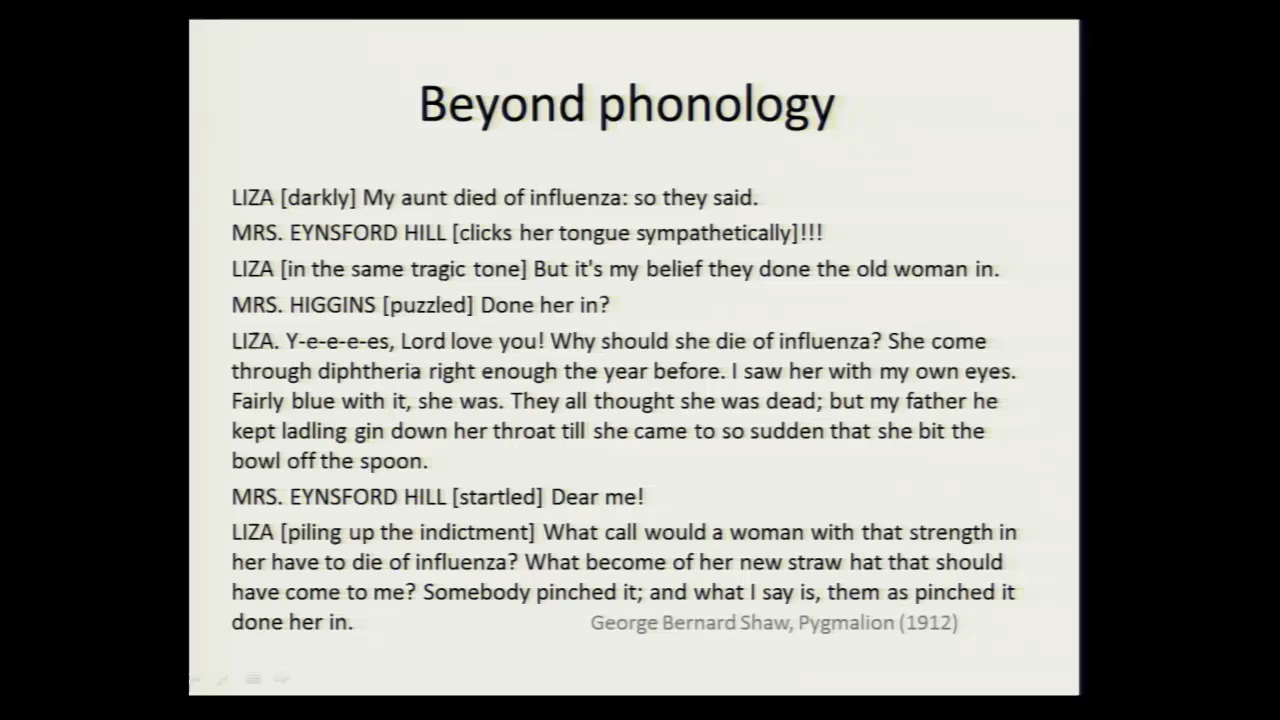 Beyond phonology
LIZA [darkly] My aunt died of influenza: so they said.
MRS. EYNSFORD HILL [clicks her tongue sympathetically]!!!
LIZA [in the same tragic tone] But it's my belief they done the old woman in.
MRS. HIGGINS [puzzled] Done her in?
LIZA. Y-e-e-e-es, Lord love you! Why should she die of influenza? She come
through diphtheria right enough the year before. I saw her with my own eyes.
Fairly blue with it, she was. They all thought she was dead; but my father he
kept ladling gin down her throat till she came to so sudden that she bit the
bowl off the spoon.
MRS. EYNSFORD HILL [startled] Dear me!
LIZA [piling up the indictment] What call would a woman with that strength in
her have to die of influenza? What become of her new straw hat that should
have come to me? Somebody pinched it; and what I say is, them as pinched it
done her in. George Bernard Shaw, Pygmalion (1912)